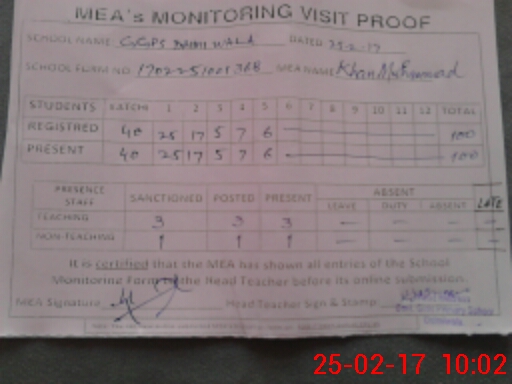 MEA's MONITORING VISIT PROOF
SCHOOL NAME GGPS WALA DATED 25-2-17
SCHOOL FORM NO MEA NAME Khan Muhammad
STUDENTS KATCHI 1 2 3 4 5 6 7 8 9 10 11 12 TOTAL
REGISTRED 40 25 17 5 7 6 100
PRESENT 40 25 17 5 7 6 100
PRESENCE STAFF SANCTIONED POSTED PRESENT ABSENT LATE
LEAVE DUTY ABSENT
TEACHING 3 3 3 — — — —
NON-TEACHING 1 1 1 — — — —
It is certified that the MEA has shown all entries of the School
Monitoring Form to the Head Teacher before its online submission.
MEA Signature Head Teacher Sign & Stamp
25-02-17 10:02